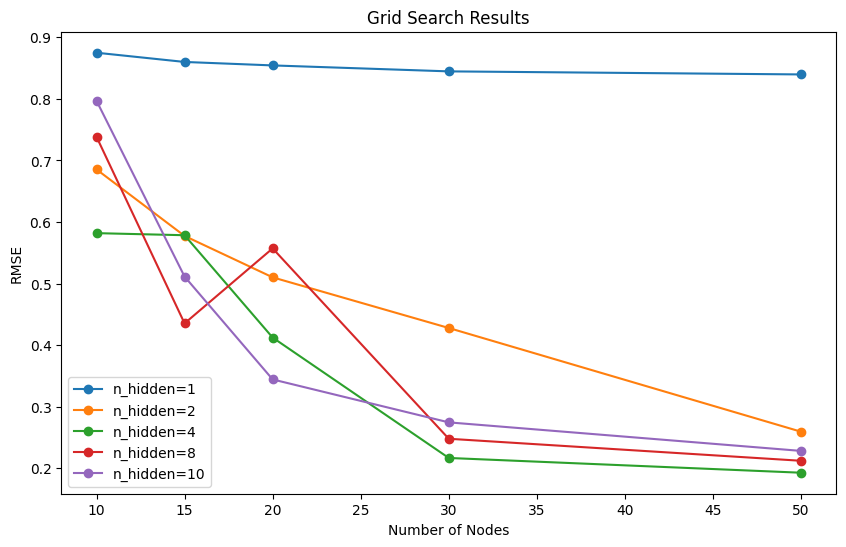 Grid Search Results
RMSE
0.9
0.8
0.7
0.6
0.5
0.4
0.3
0.2
n_hidden=1
n_hidden=2
n_hidden=4
n_hidden=8
n_hidden=10
10 15 20 25 30 35 40 45 50
Number of Nodes